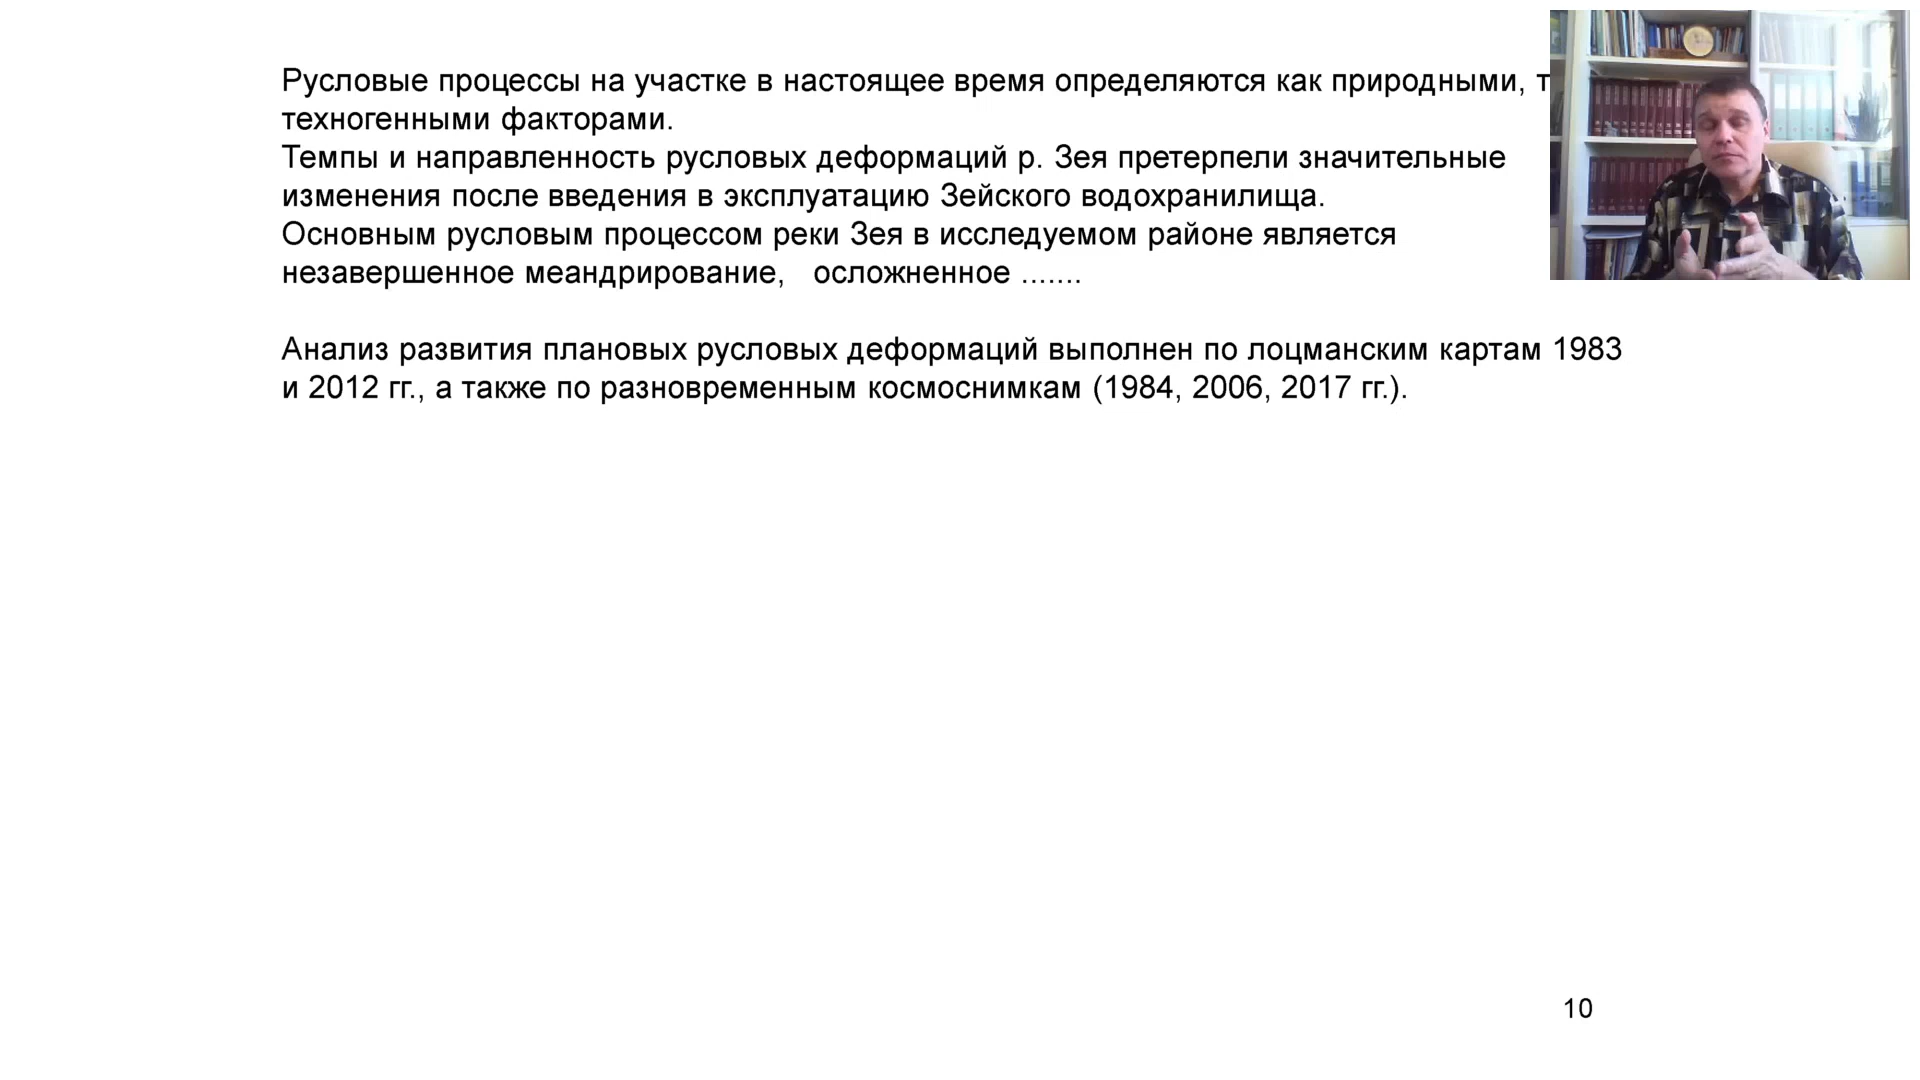 Русловые процессы на участке в настоящее время определяются как природными, т
техногенными факторами.
Темпы и направленность русловых деформаций р. Зея претерпели значительные
изменения после введения в эксплуатацию Зейского водохранилища.
Основным русловым процессом реки Зея в исследуемом районе является
незавершенное меандрирование, осложненное .......
Анализ развития плановых русловых деформаций выполнен по лоцманским картам 1983
и 2012 гг., а также по разновременным космоснимкам (1984, 2006, 2017 гг.).
10